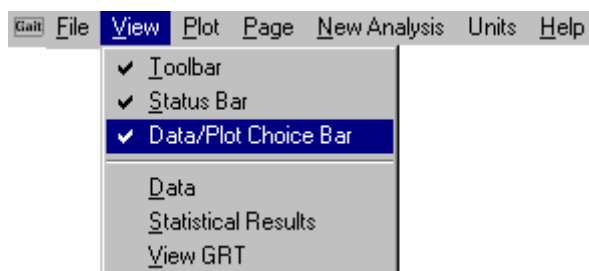 Gait File View Plot Page New Analysis Units Help
✔ Toolbar
✔ Status Bar
✔ Data/Plot Choice Bar
Data
Statistical Results
View GRT